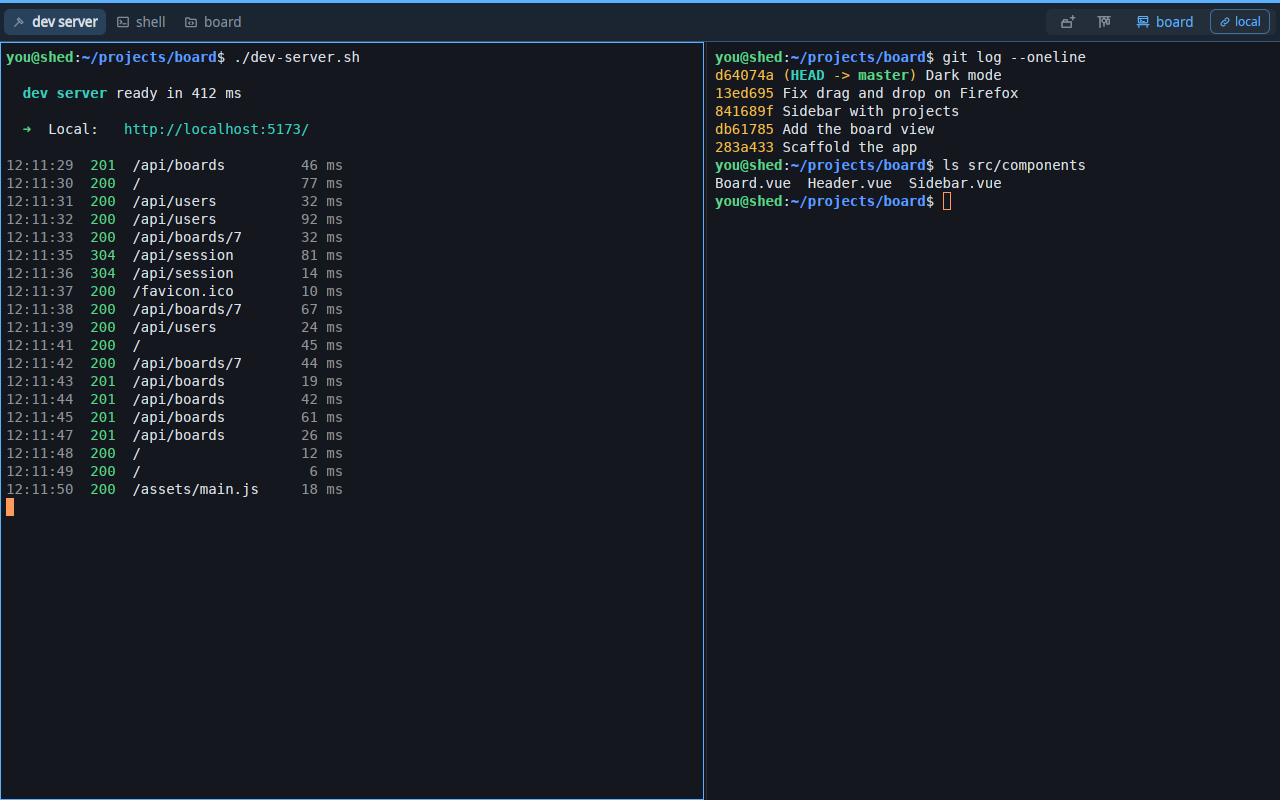 dev server
shell
board
board
local
you@shed:~/projects/board$ ./dev-server.sh
dev server ready in 412 ms
➜ Local: http://localhost:5173/
12:11:29 201 /api/boards 46 ms
12:11:30 200 / 77 ms
12:11:31 200 /api/users 32 ms
12:11:32 200 /api/users 92 ms
12:11:33 200 /api/boards/7 32 ms
12:11:35 304 /api/session 81 ms
12:11:36 304 /api/session 14 ms
12:11:37 200 /favicon.ico 10 ms
12:11:38 200 /api/boards/7 67 ms
12:11:39 200 /api/users 24 ms
12:11:41 200 / 45 ms
12:11:42 200 /api/boards/7 44 ms
12:11:43 201 /api/boards 19 ms
12:11:44 201 /api/boards 42 ms
12:11:45 201 /api/boards 61 ms
12:11:47 201 /api/boards 26 ms
12:11:48 200 / 12 ms
12:11:49 200 / 6 ms
12:11:50 200 /assets/main.js 18 ms
you@shed:~/projects/board$ git log --oneline
d64074a (HEAD -> master) Dark mode
13ed695 Fix drag and drop on Firefox
841689f Sidebar with projects
db61785 Add the board view
283a433 Scaffold the app
you@shed:~/projects/board$ ls src/components
Board.vue Header.vue Sidebar.vue
you@shed:~/projects/board$